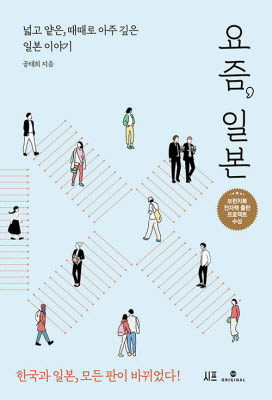 넓고 얕은, 때때로 아주 깊은
일본 이야기
공태희 지음
요즘, 일본
브런치북
전자책 출판
프로젝트
수상
한국과 일본, 모든 판이 바뀌었다!
시프 ORIGINAL